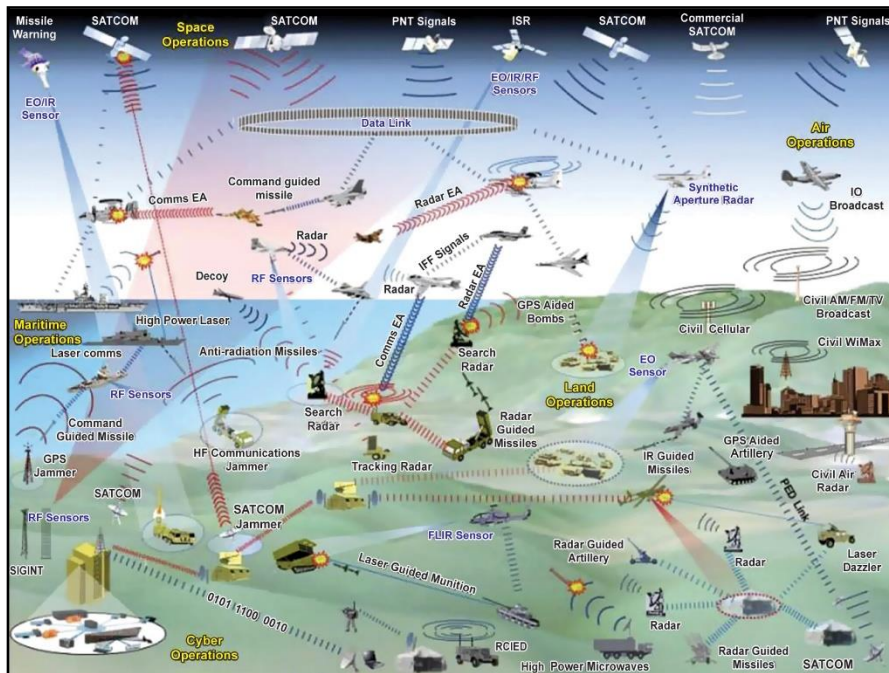 Missile
Warning
SATCOM
Space
Operations
SATCOM
PNT Signals
ISR
SATCOM
Commercial
SATCOM
PNT Signals
EO/IR
Sensor
EO/IR/RF
Sensors
Data Link
Air
Operations
Comms EA
Command guided
missile
Radar EA
Synthetic
Aperture Radar
IO
Broadcast
Radar
RF Sensors
IFF Signals
Radar
Radar EA
Decoy
GPS Aided
Bombs
Civil AM/FM/TV
Broadcast
Maritime
Operations
High Power Laser
Laser comms
Anti-radiation Missiles
Comms EA
Search
Radar
Civil Cellular
Civil WiMax
EO
Sensor
Land
Operations
RF Sensors
Command
Guided Missile
Search
Radar
Radar
Guided
Missiles
GPS
Jammer
HF Communications
Jammer
Tracking Radar
IR Guided
Missiles
GPS Aided
Artillery
Civil Air
Radar
SATCOM
RF Sensors
SATCOM
Jammer
PED Link
FLIR Sensor
SIGINT
Laser Guided Munition
Radar Guided
Artillery
Radar
Laser
Dazzler
0101 1100 0010
Radar
Cyber
Operations
RCIED
High Power Microwaves
Radar Guided
Missiles
SATCOM